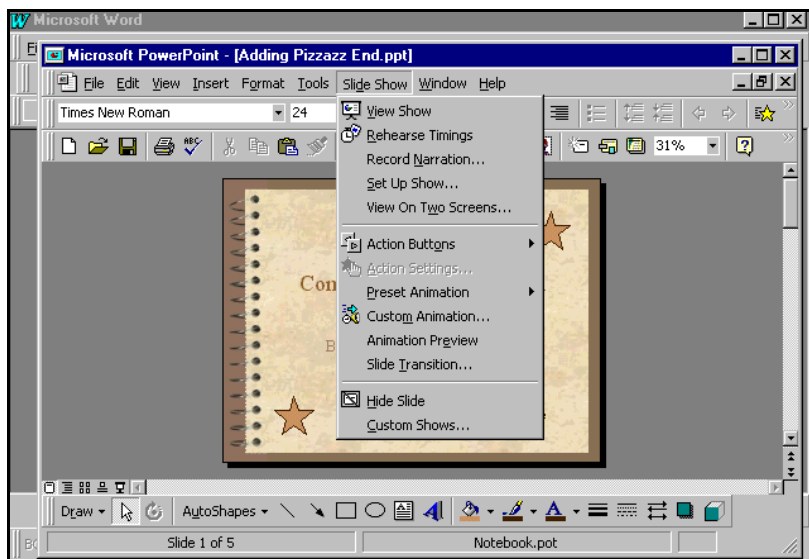 Microsoft Word
Microsoft PowerPoint - [Adding Pizzazz End.ppt]
File Edit View Insert Format Tools Slide Show Window Help
Times New Roman 24
ABC 31%
View Show
Rehearse Timings
Record Narration...
Set Up Show...
View On Two Screens...
Action Buttons
Action Settings...
Preset Animation
Custom Animation...
Animation Preview
Slide Transition...
Hide Slide
Custom Shows...
Con
B
Draw AutoShapes
Slide 1 of 5 Notebook.pot